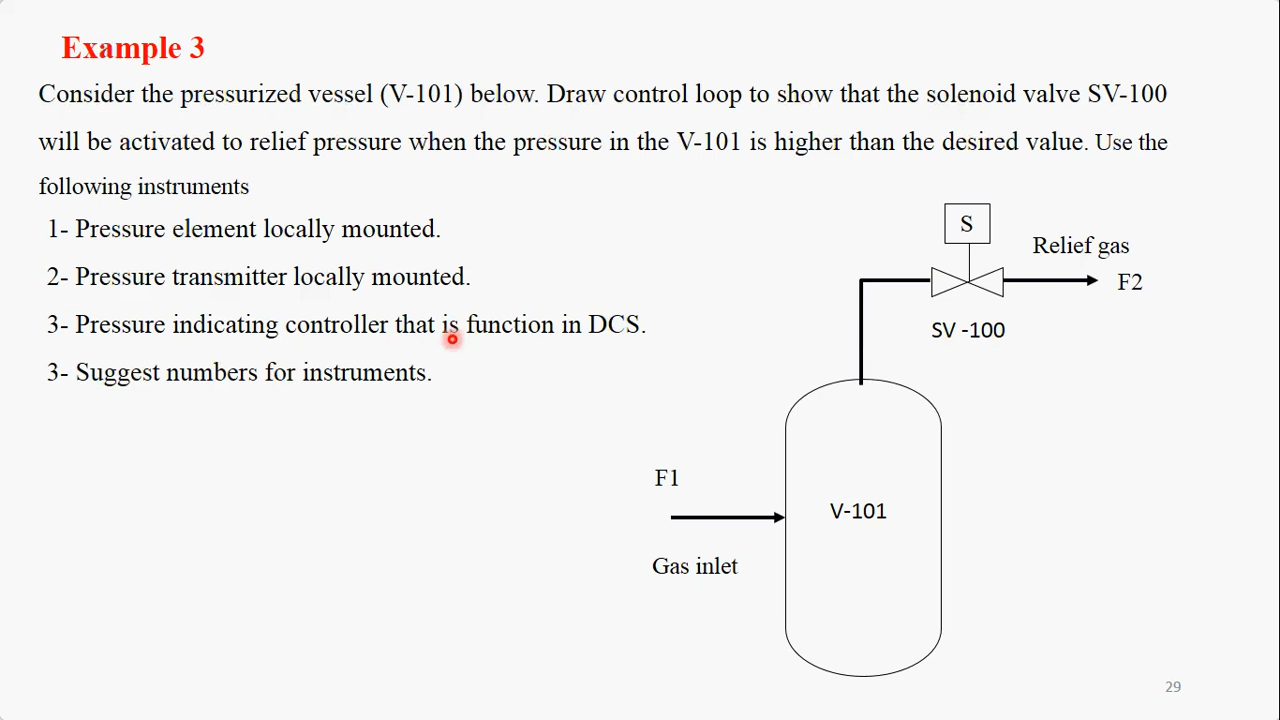 Example 3
Consider the pressurized vessel (V-101) below. Draw control loop to show that the solenoid valve SV-100
will be activated to relief pressure when the pressure in the V-101 is higher than the desired value. Use the
following instruments
1- Pressure element locally mounted.
2- Pressure transmitter locally mounted.
3- Pressure indicating controller that is function in DCS.
3- Suggest numbers for instruments.
S
Relief gas
F2
SV -100
F1
V-101
Gas inlet
29